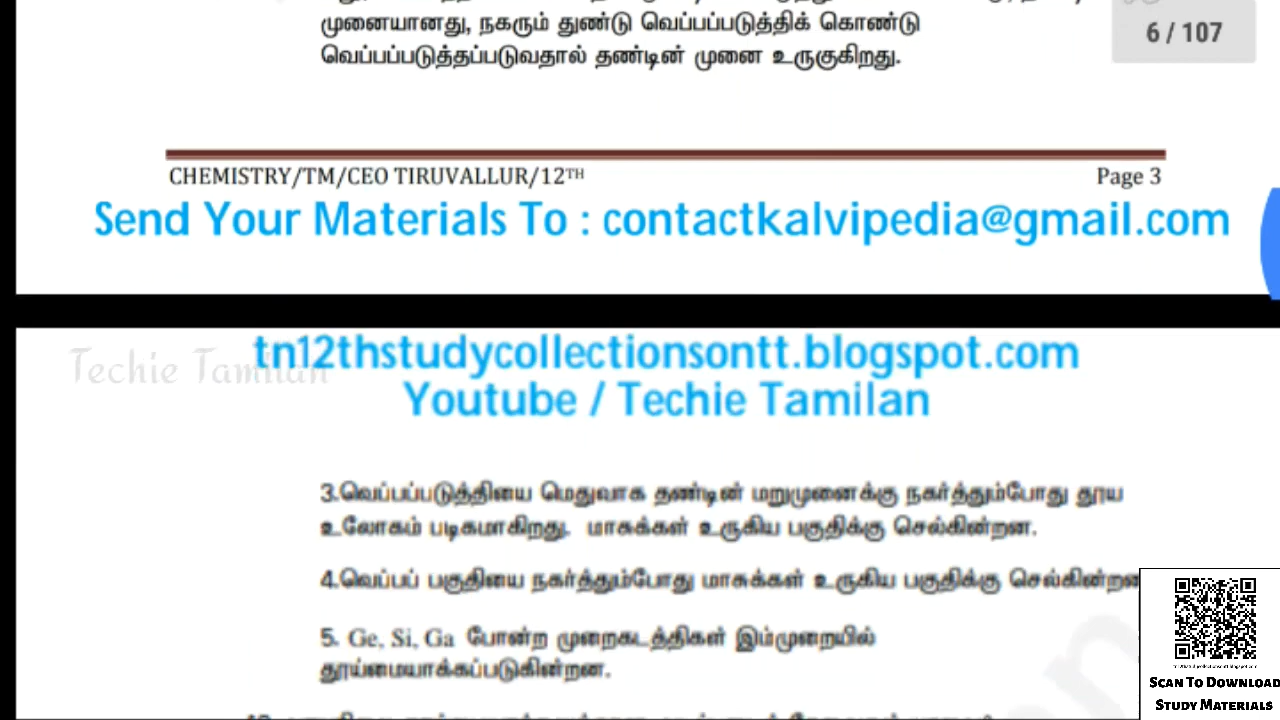 முனையானது, நகரும் துண்டு வெப்பப்படுத்திக் கொண்டு
6 / 107
வெப்பப்படுத்தப்படுவதால் தண்டின் முனை உருகுகிறது.
CHEMISTRY/TM/CEO TIRUVALLUR/12TH Page 3
Send Your Materials To : contactkalvipedia@gmail.com
Techie Tamilan
tn12thstudycollectionsontt.blogspot.com
Youtube / Techie Tamilan
3.வெப்பப்படுத்தியை மெதுவாக தண்டின் மறுமுனைக்கு நகர்த்தும்போது தூய
உலோகம் படிகமாகிறது. மாசுக்கள் உருகிய பகுதிக்கு செல்கின்றன.
4.வெப்பப் பகுதியை நகர்த்தும்போது மாசுக்கள் உருகிய பகுதிக்கு செல்கின்றன
5. Ge, Si, Ga போன்ற முறைகடத்திகள் இம்முறையில்
தூய்மையாக்கப்படுகின்றன.
SCAN TO DOWNLOAD
STUDY MATERIALS